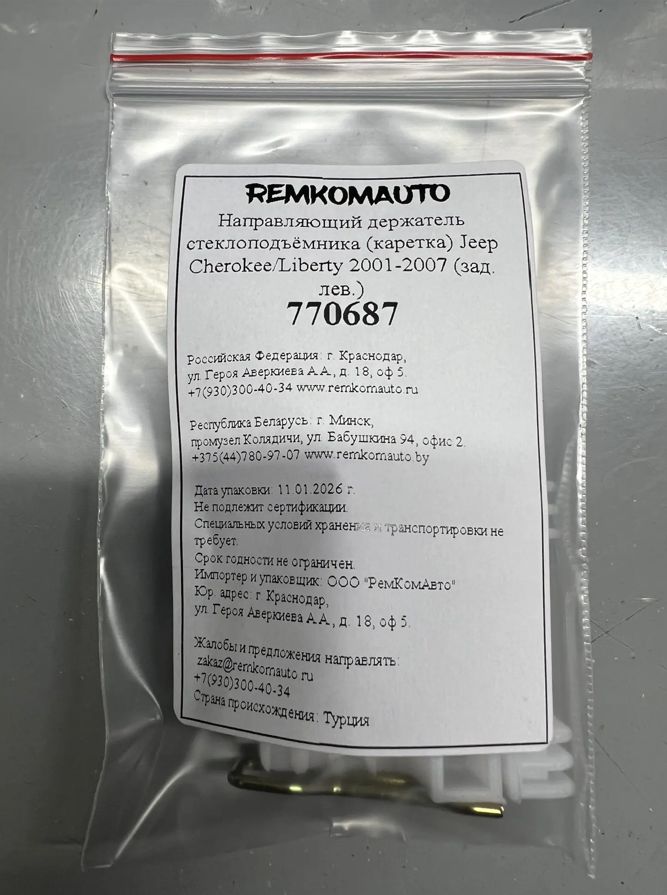 REMKOMAUTO
Направляющий держатель
стеклоподъёмника (каретка) Jeep
Cherokee/Liberty 2001-2007 (зад.
лев.)
770687
Российская Федерация: г. Краснодар,
ул. Героя Аверкиева А.А., д. 18, оф 5.
+7(930)300-40-34 www.remkomauto.ru
Республика Беларусь: г. Минск,
промузел Колядичи, ул. Бабушкина 94, офис 2.
+375(44)780-97-07 www.remkomauto.by
Дата упаковки: 11.01.2026 г.
Не подлежит сертификации.
Специальных условий хранения и транспортировки не
требует.
Срок годности не ограничен.
Импортер и упаковщик: ООО "РемКомАвто"
Юр. адрес: г. Краснодар,
ул. Героя Аверкиева А.А., д. 18, оф 5.
Жалобы и предложения направлять:
zakaz@remkomauto.ru
+7(930)300-40-34
Страна происхождения: Турция